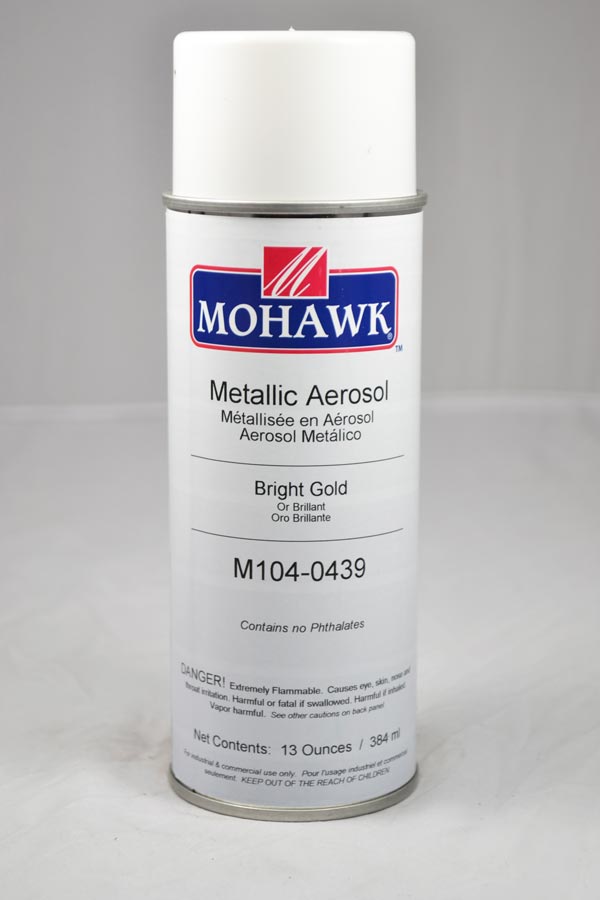 MOHAWK®
™
Metallic Aerosol
Métallisée en Aérosol
Aerosol Metálico
Bright Gold
Or Brillant
Oro Brillante
M104-0439
Contains no Phthalates
DANGER! Extremely Flammable. Causes eye, skin, nose and
throat irritation. Harmful or fatal if swallowed. Harmful if inhaled.
Vapor harmful. See other cautions on back panel.
Net Contents: 13 Ounces / 384 ml
For industrial & commercial use only. Pour l'usage industriel et commercial
seulement. KEEP OUT OF THE REACH OF CHILDREN.